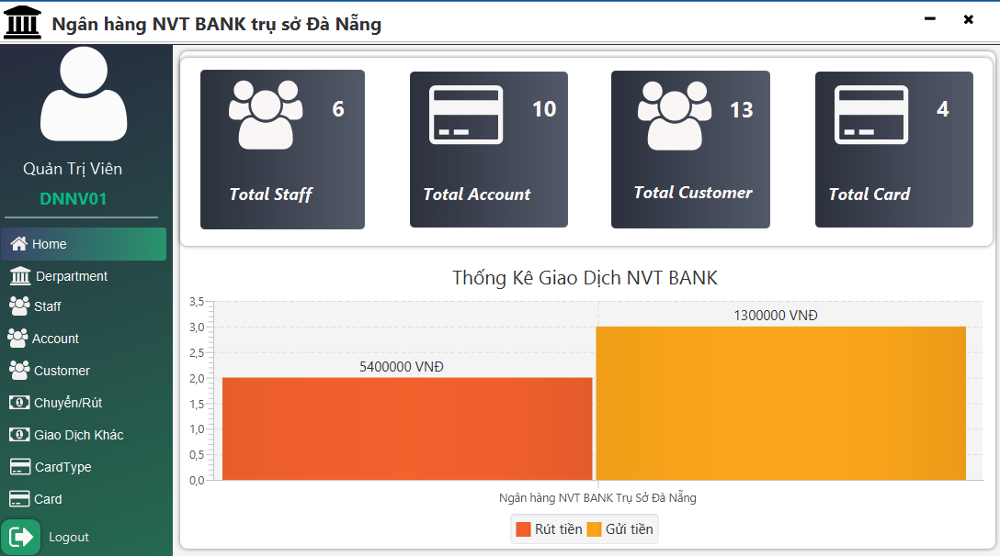 Ngân hàng NVT BANK trụ sở Đà Nẵng
Quản Trị Viên
DNNV01
Home
Derpartment
Staff
Account
Customer
Chuyển/Rút
Giao Dịch Khác
CardType
Card
Logout
6
Total Staff
10
Total Account
13
Total Customer
4
Total Card
Thống Kê Giao Dịch NVT BANK
3,5
3,0
2,5
2,0
1,5
1,0
0,5
0,0
5400000 VNĐ
1300000 VNĐ
Ngân hàng NVT BANK Trụ Sở Đà Nẵng
Rút tiền Gửi tiền